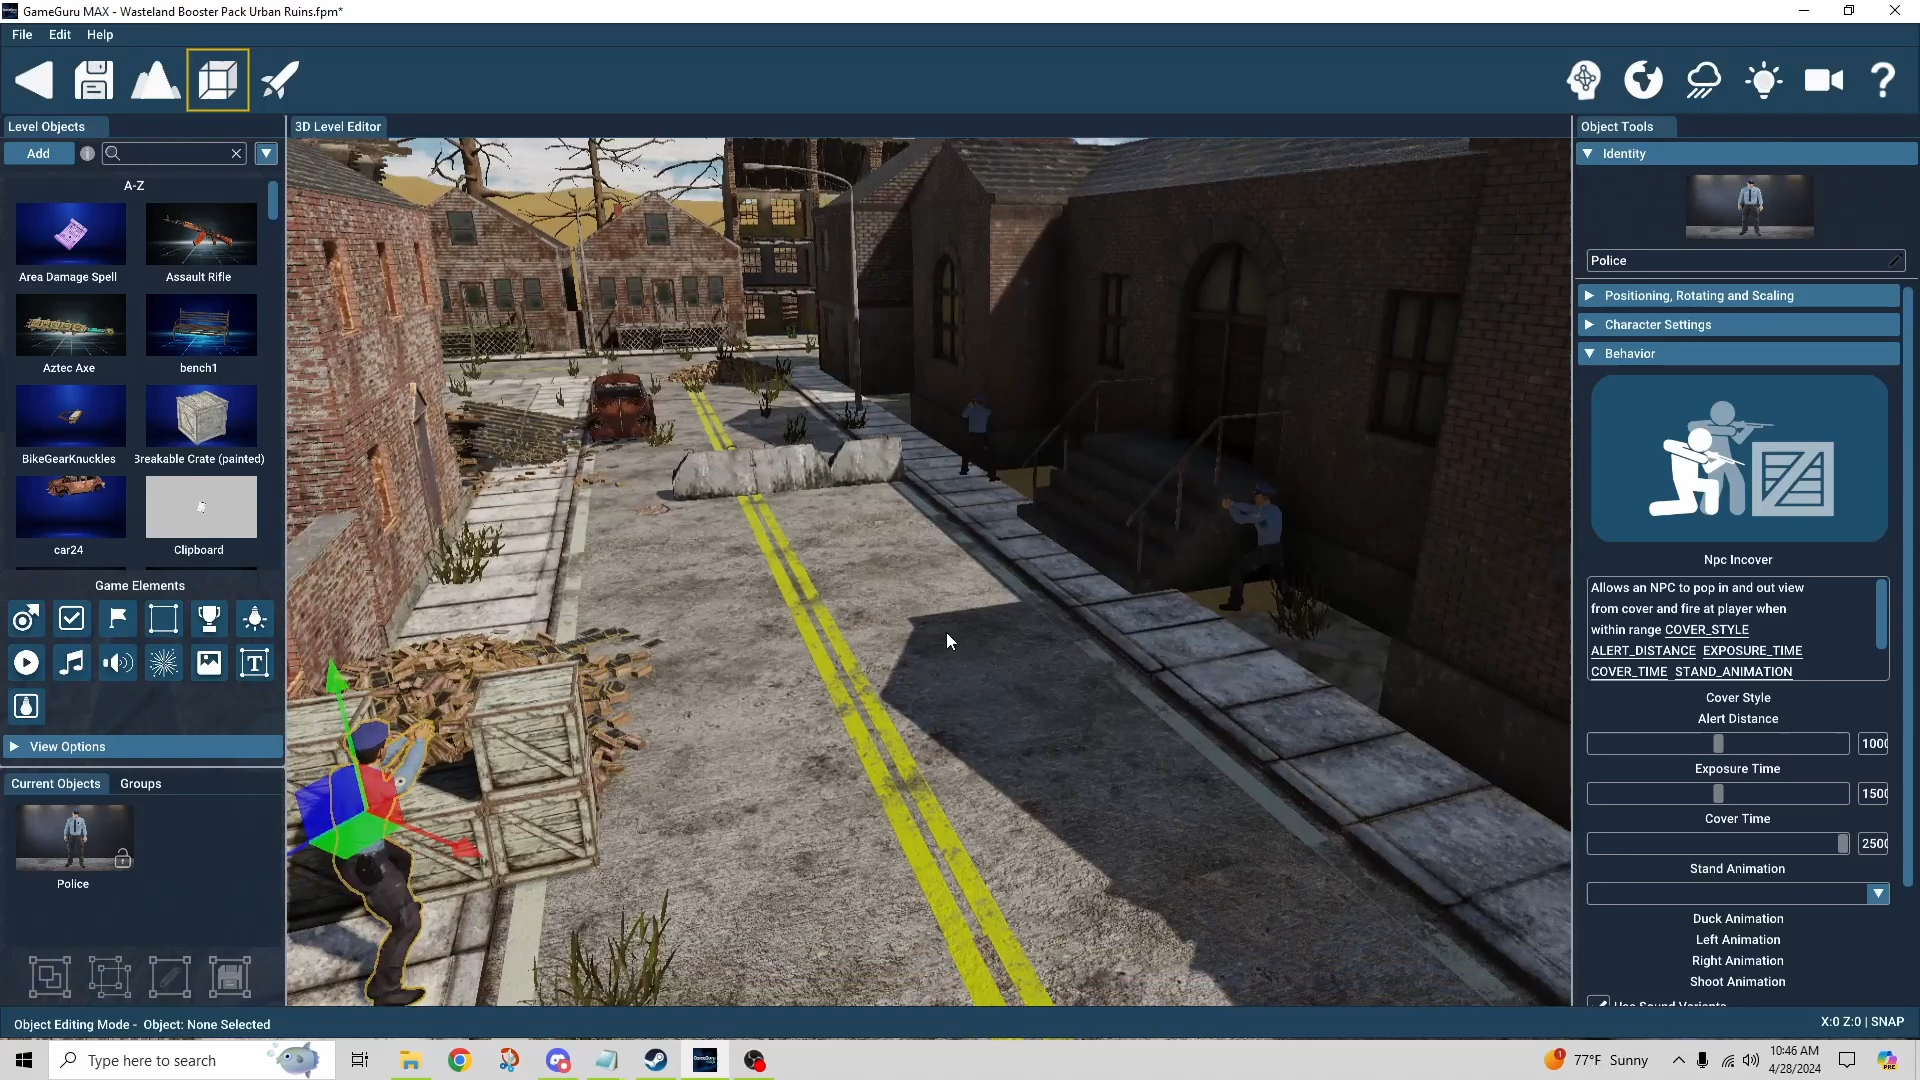 GameGuru MAX - Wasteland Booster Pack Urban Ruins.fpm*
File Edit Help
Level Objects
3D Level Editor
Object Tools
Add
Identity
A-Z
Area Damage Spell
Assault Rifle
Police
Positioning, Rotating and Scaling
Character Settings
Behavior
Aztec Axe
bench1
BikeGearKnuckles
Breakable Crate (painted)
car24
Clipboard
Npc Incover
Game Elements
Allows an NPC to pop in and out view
from cover and fire at player when
within range COVER_STYLE
ALERT_DISTANCE EXPOSURE_TIME
COVER_TIME STAND_ANIMATION
Cover Style
Alert Distance
1000
Exposure Time
1500
Cover Time
2500
Stand Animation
Duck Animation
Left Animation
Right Animation
Shoot Animation
Use Sound Variants
View Options
Current Objects Groups
Police
Object Editing Mode - Object: None Selected
X:0 Z:0 | SNAP
Type here to search
77°F Sunny
10:46 AM
4/28/2024